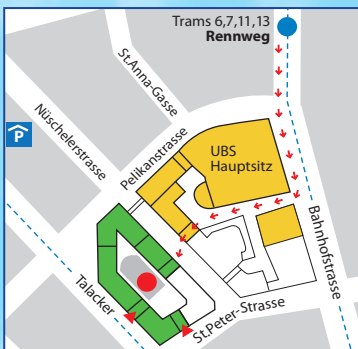 Trams 6,7,11,13
Rennweg
St.Anna-Gasse
Nüschelerstrasse
P
Pelikanstrasse
UBS
Hauptsitz
Bahnhofstrasse
Talacker
St.Peter-Strasse